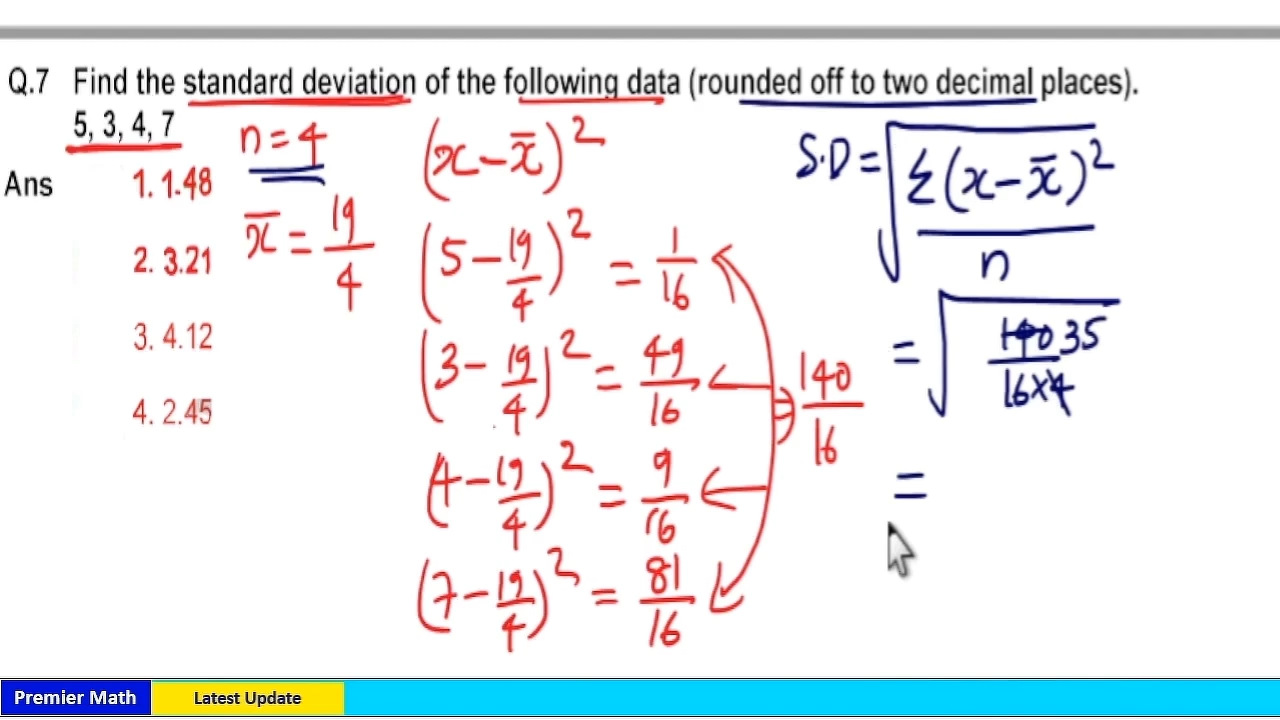 Q.7 Find the standard deviation of the following data (rounded off to two decimal places).
5, 3, 4, 7
Ans 1. 1.48
2. 3.21
3. 4.12
4. 2.45
n = 4
x̄ = 19/4
(x - x̄)²
(5 - 19/4)² = 1/16
(3 - 19/4)² = 49/16
(4 - 19/4)² = 9/16
(7 - 19/4)² = 81/16
140/16
S.D = √(Σ(x - x̄)²/n)
= √(140 35/16×4)
=
Premier Math
Latest Update